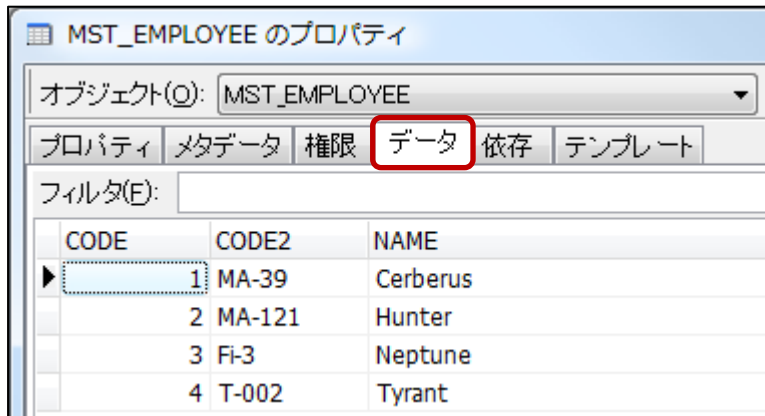 MST_EMPLOYEE のプロパティ
オブジェクト(O): MST_EMPLOYEE
プロパティ メタデータ 権限 データ 依存 テンプレート
フィルタ(F):
CODE CODE2 NAME
1 MA-39 Cerberus
2 MA-121 Hunter
3 Fi-3 Neptune
4 T-002 Tyrant